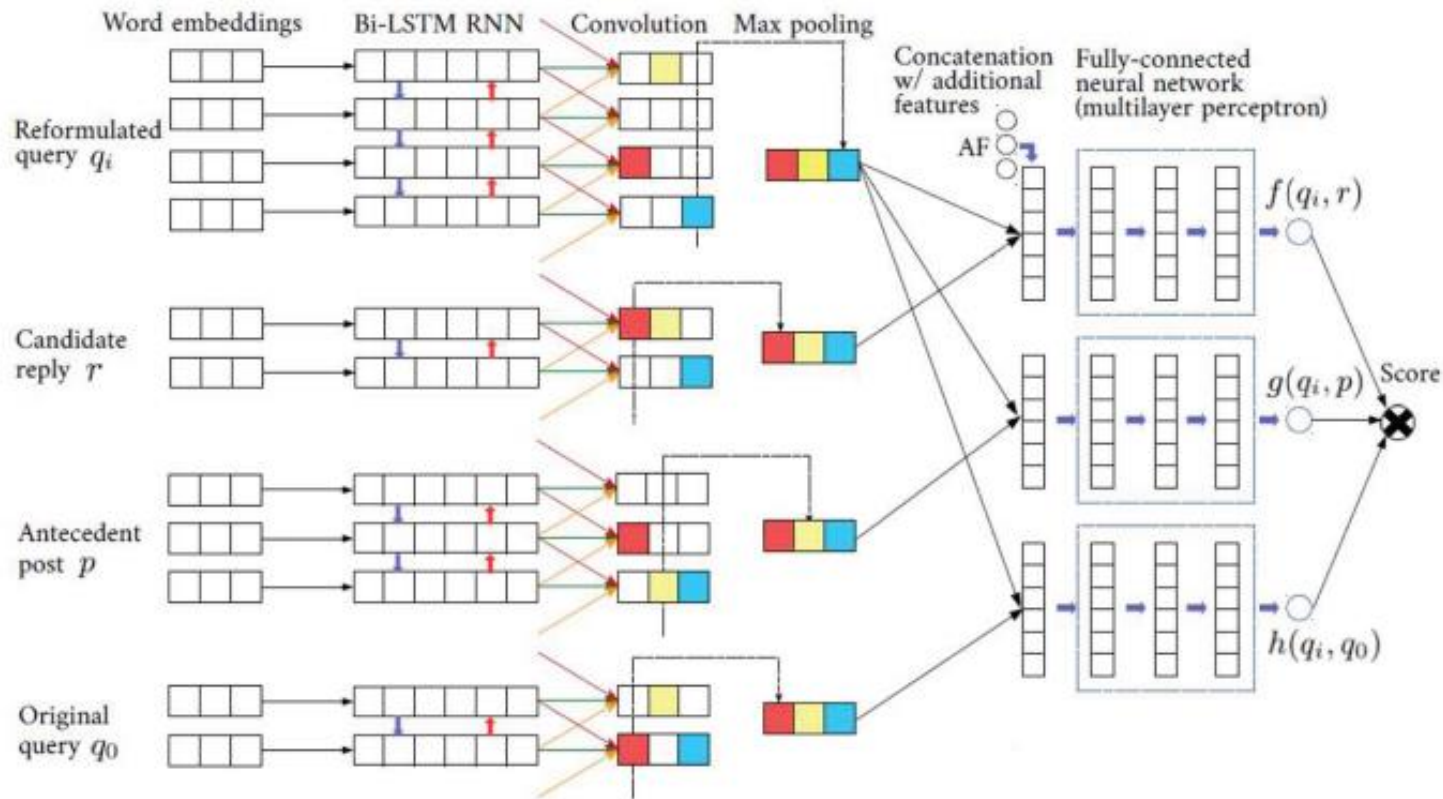 Word embeddings
Bi-LSTM RNN
Convolution
Max pooling
Concatenation
w/ additional
features
Fully-connected
neural network
(multilayer perceptron)
AF
Reformulated
query q_i
f(q_i, r)
Candidate
reply r
g(q_i, p)
Score
Antecedent
post p
h(q_i, q_0)
Original
query q_0